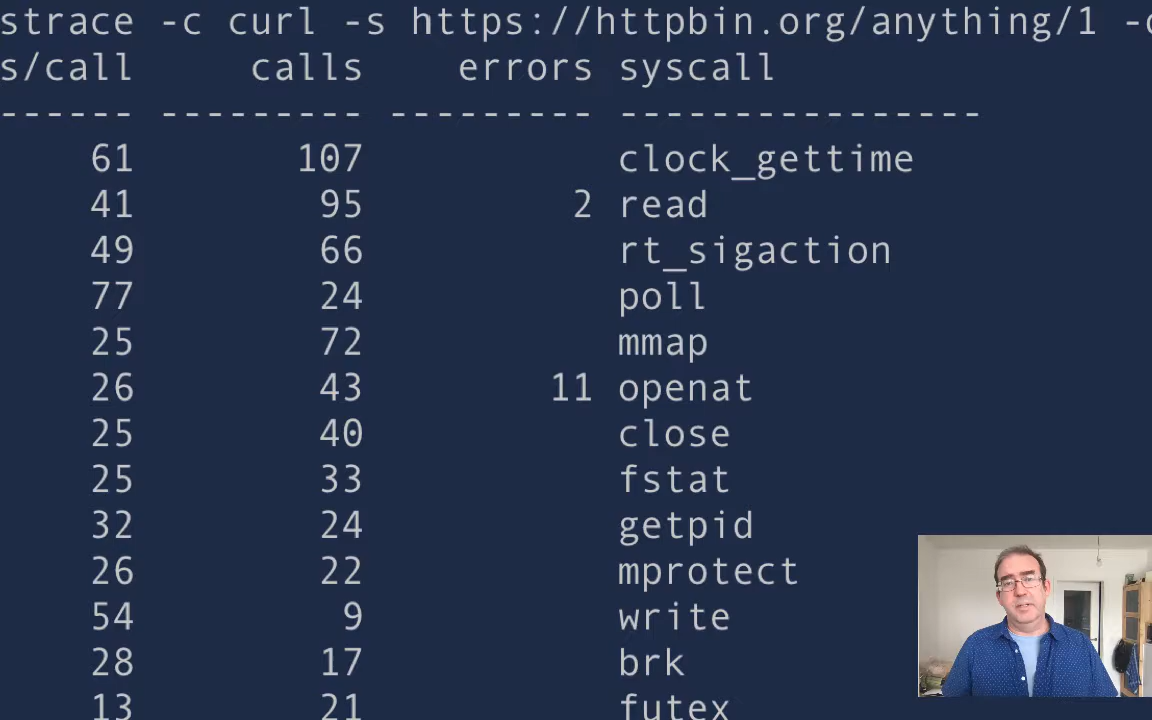 strace -c curl -s https://httpbin.org/anything/1 -o
s/call calls errors syscall
------ --------- --------- ----------------
61 107 clock_gettime
41 95 2 read
49 66 rt_sigaction
77 24 poll
25 72 mmap
26 43 11 openat
25 40 close
25 33 fstat
32 24 getpid
26 22 mprotect
54 9 write
28 17 brk
13 21 futex